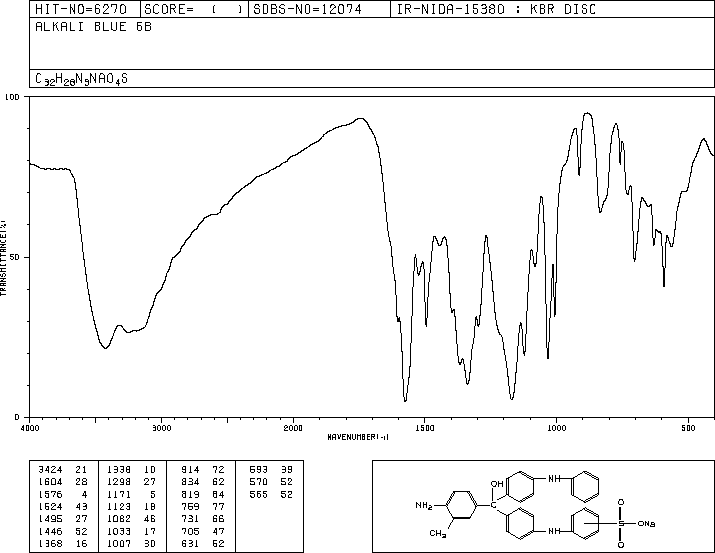 HIT-NO=6270 SCORE= ( ) SDBS-NO=12074 IR-NIDA-15380 : KBR DISC
ALKALI BLUE 6B
C32H28N3NAO4S
100
50
0
TRANSMITTANCE(%)
4000 3000 2000 1500 1000 500
WAVENUMBER(-1)
3424 21 1338 10 914 72 593 39
1604 28 1298 27 834 62 570 52
1576 4 1171 5 819 64 565 52
1524 43 1123 18 759 77
1495 27 1082 46 731 66
1446 52 1033 17 705 47
1368 16 1007 30 631 52
OH
NH
NH2
CH3
NH
O
S
ONa
O